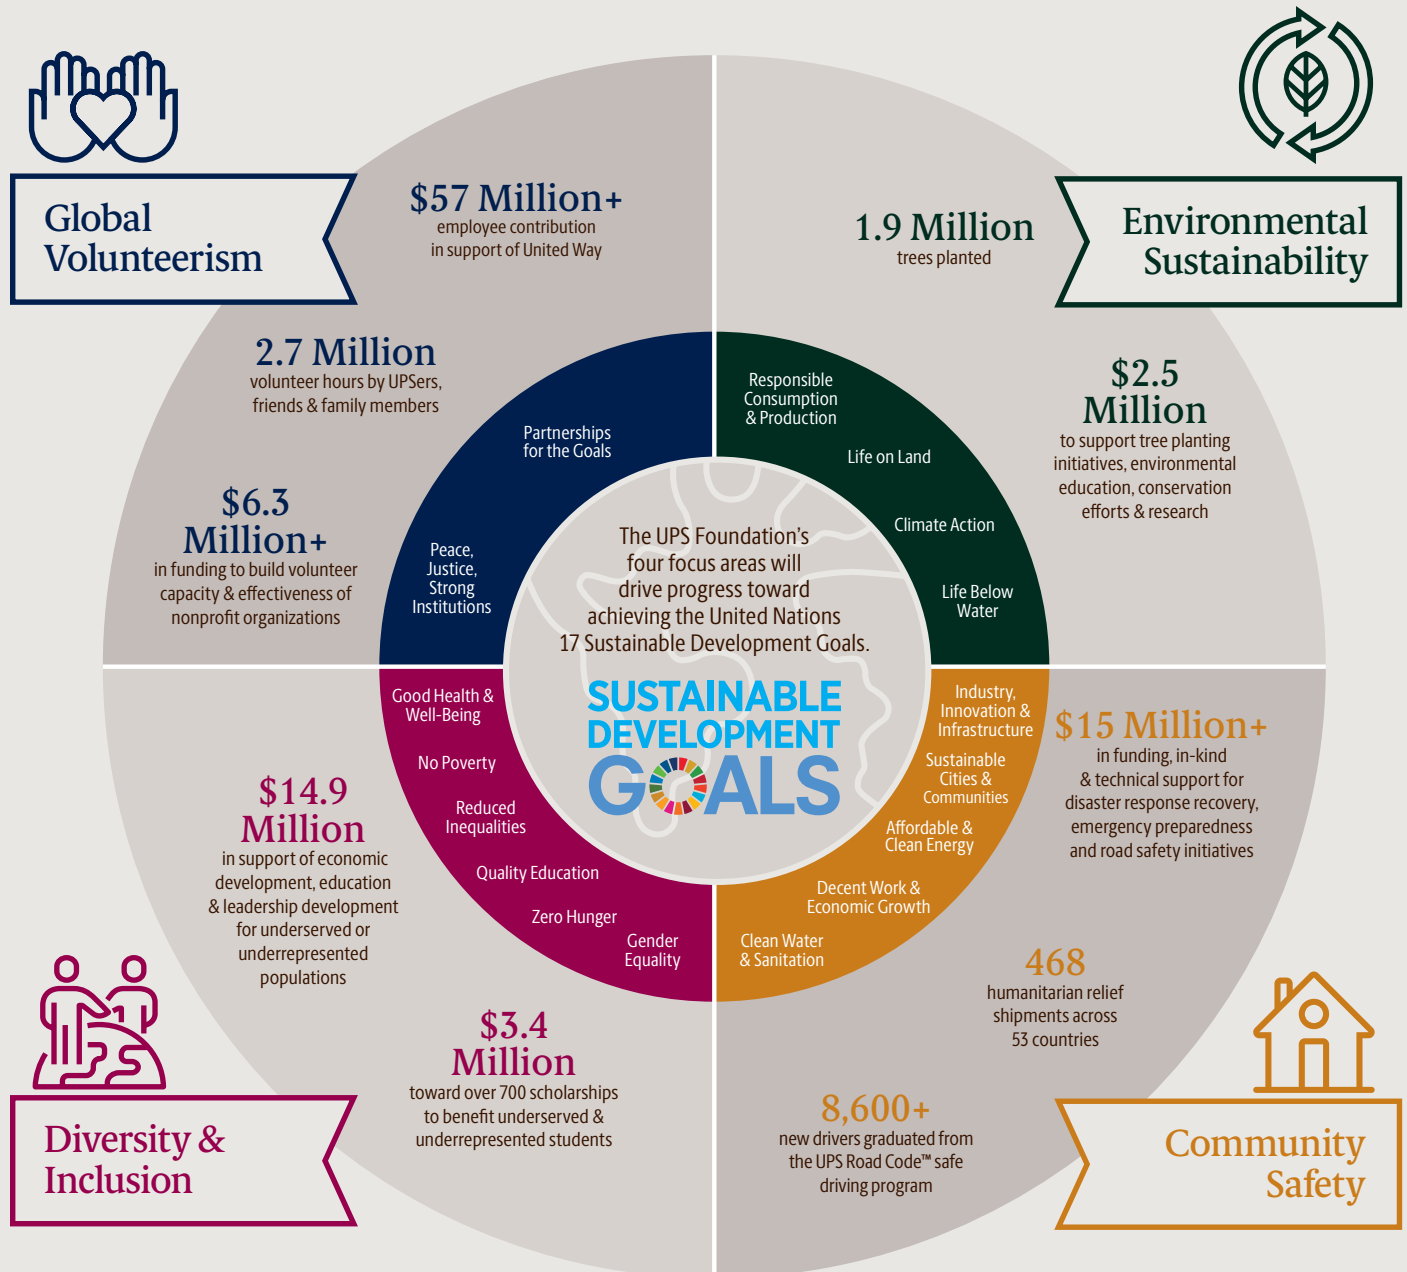 Global
Volunteerism
$57 Million+
employee contribution
in support of United Way
2.7 Million
volunteer hours by UPSers,
friends & family members
$6.3
Million+
in funding to build volunteer
capacity & effectiveness of
nonprofit organizations
Partnerships
for the Goals
Peace,
Justice,
Strong
Institutions
Environmental
Sustainability
1.9 Million
trees planted
$2.5
Million
to support tree planting
initiatives, environmental
education, conservation
efforts & research
Responsible
Consumption
& Production
Life on Land
Climate Action
Life Below
Water
The UPS Foundation's
four focus areas will
drive progress toward
achieving the United Nations
17 Sustainable Development Goals.
SUSTAINABLE
DEVELOPMENT
GOALS
Good Health &
Well-Being
No Poverty
Reduced
Inequalities
Quality Education
Zero Hunger
Gender
Equality
$14.9
Million
in support of economic
development, education
& leadership development
for underserved or
underrepresented
populations
$3.4
Million
toward over 700 scholarships
to benefit underserved &
underrepresented students
Diversity &
Inclusion
Industry,
Innovation &
Infrastructure
Sustainable
Cities &
Communities
Affordable &
Clean Energy
Decent Work &
Economic Growth
Clean Water
& Sanitation
$15 Million+
in funding, in-kind
& technical support for
disaster response recovery,
emergency preparedness
and road safety initiatives
468
humanitarian relief
shipments across
53 countries
8,600+
new drivers graduated from
the UPS Road Code™ safe
driving program
Community
Safety